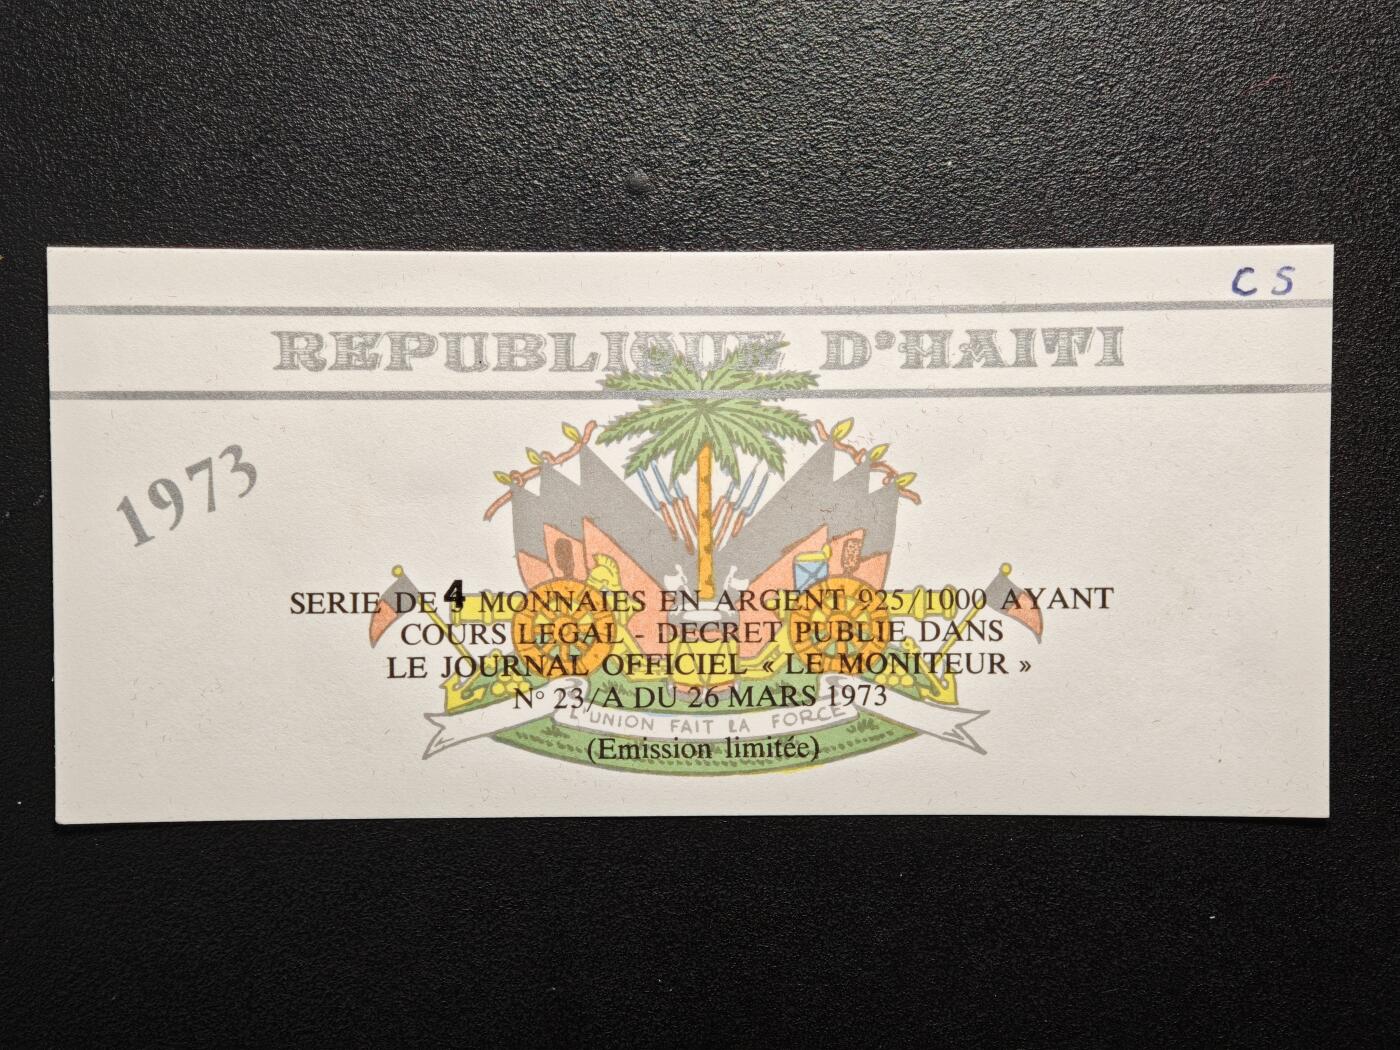 C S
REPUBLIQUE D'HAITI
1973
SERIE DE 4 MONNAIES EN ARGENT 925/1000 AYANT
COURS LEGAL - DECRET PUBLIE DANS
LE JOURNAL OFFICIEL « LE MONITEUR »
N° 23/A DU 26 MARS 1973
L'UNION FAIT LA FORCE
(Emission limitée)